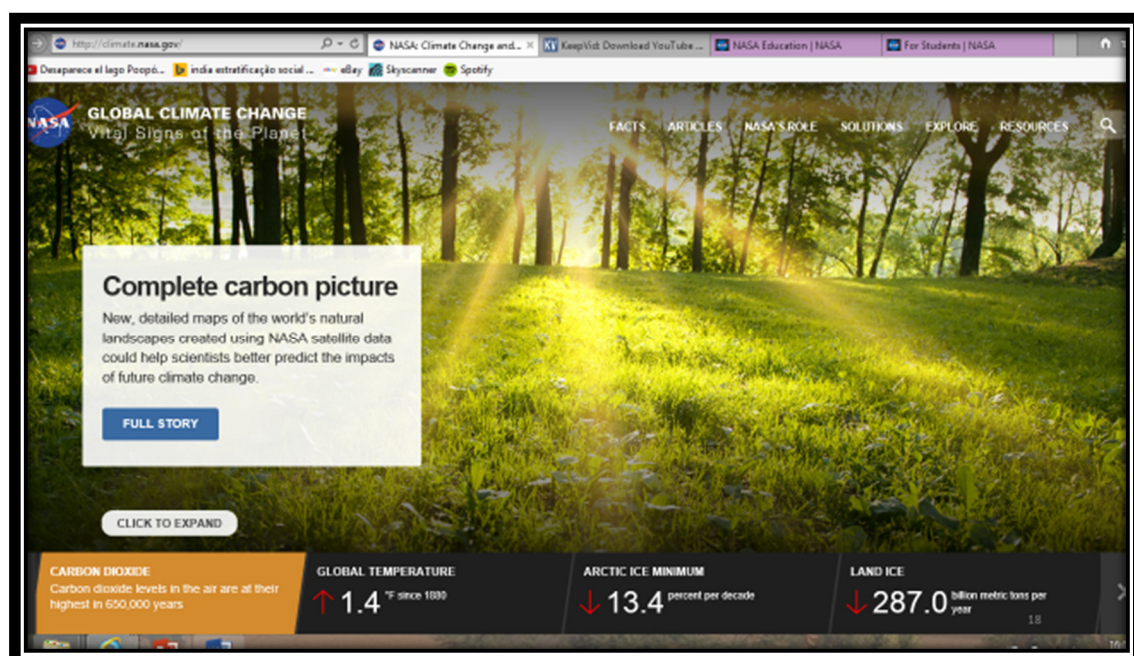 http://climate.nasa.gov/
NASA: Climate Change and... ×
KeepVid: Download YouTube ...
NASA Education | NASA
For Students | NASA
Desaparece el lago Poopó...
india estratificação social ...
eBay
Skyscanner
Spotify
NASA
GLOBAL CLIMATE CHANGE
Vital Signs of the Planet
FACTS ARTICLES NASA'S ROLE SOLUTIONS EXPLORE RESOURCES
Complete carbon picture
New, detailed maps of the world's natural
landscapes created using NASA satellite data
could help scientists better predict the impacts
of future climate change.
FULL STORY
CLICK TO EXPAND
CARBON DIOXIDE
Carbon dioxide levels in the air are at their
highest in 650,000 years
GLOBAL TEMPERATURE
↑ 1.4 °F since 1880
ARCTIC ICE MINIMUM
↓ 13.4 percent per decade
LAND ICE
↓ 287.0 billion metric tons per
year
18